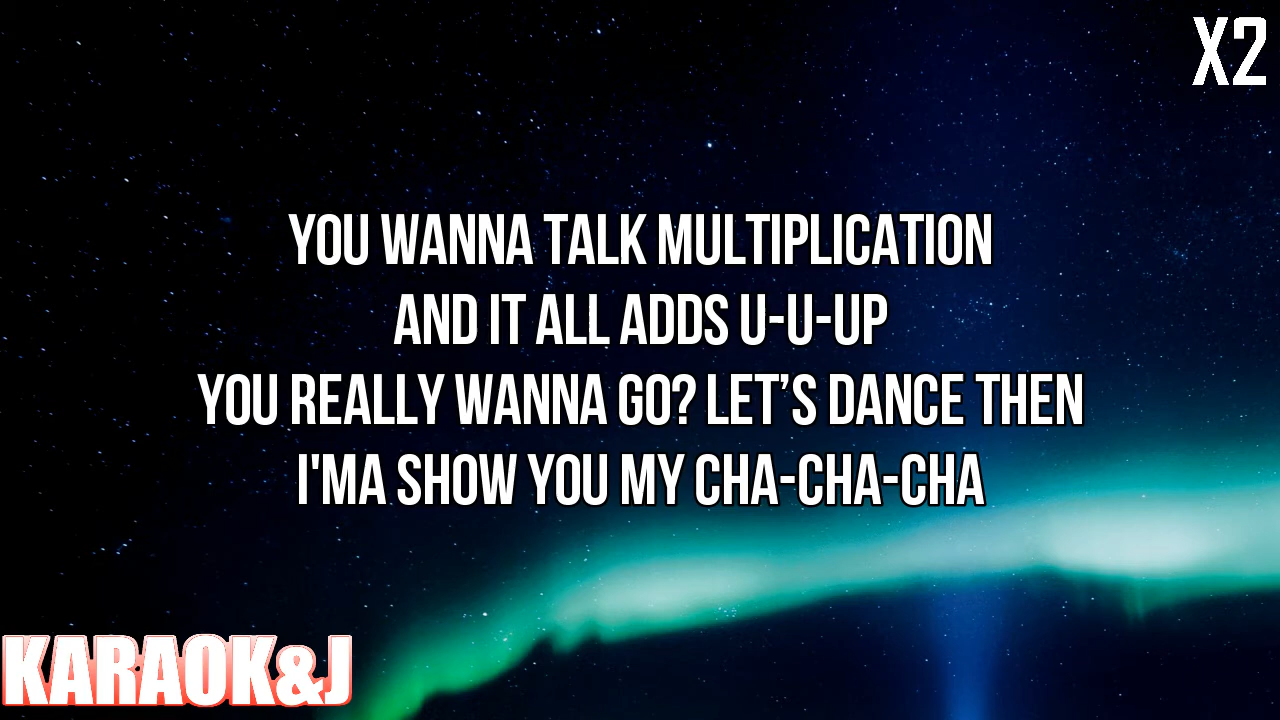 X2
YOU WANNA TALK MULTIPLICATION
AND IT ALL ADDS U-U-UP
YOU REALLY WANNA GO? LET’S DANCE THEN
I'MA SHOW YOU MY CHA-CHA-CHA
KARAOK&J